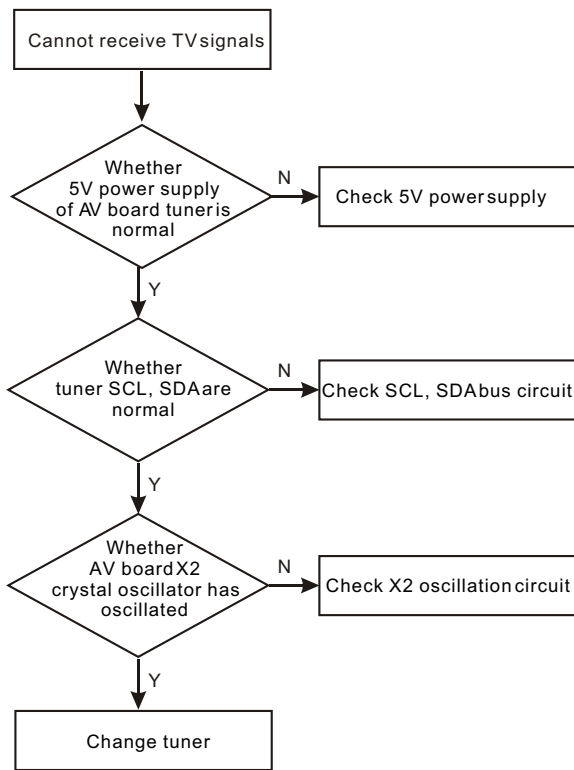 Cannot receive TV signals
Whether
5V power supply
of AV board tuner is
normal
N
Check 5V power supply
Y
Whether
tuner SCL, SDA are
normal
N
Check SCL, SDA bus circuit
Y
Whether
AV board X2
crystal oscillator has
oscillated
N
Check X2 oscillation circuit
Y
Change tuner